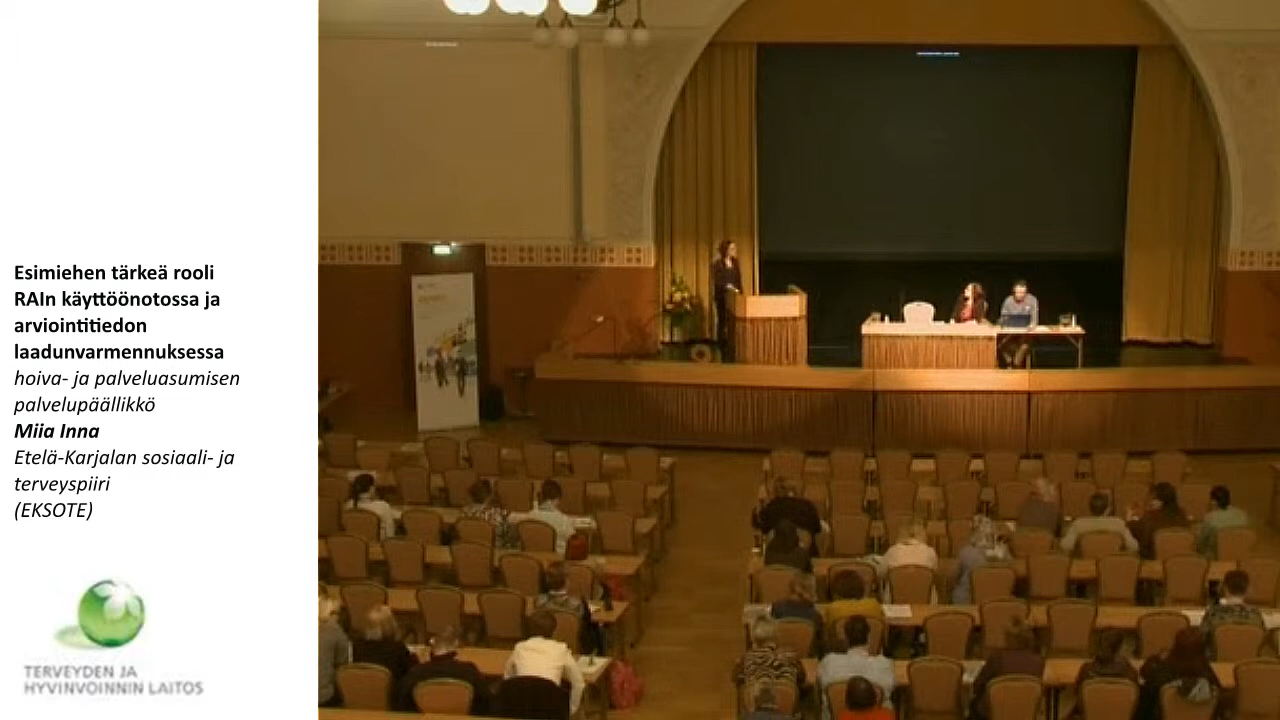 Esimiehen tärkeä rooli
RAIn käyttöönotossa ja
arviointitiedon
laadunvarmennuksessa
hoiva- ja palveluasumisen
palvelupäällikkö
Miia Inna
Etelä-Karjalan sosiaali- ja
terveyspiiri
(EKSOTE)
TERVEYDEN JA
HYVINVOINNIN LAITOS